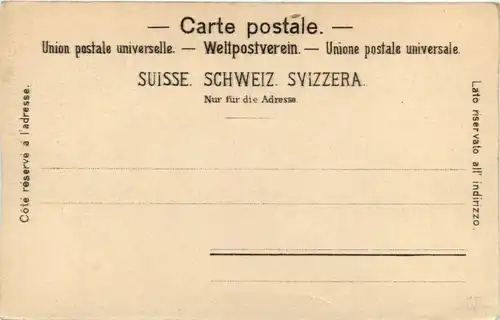 — Carte postale. —
Union postale universelle. — Weltpostverein. — Unione postale universale.
SUISSE. SCHWEIZ. SVIZZERA.
Nur für die Adresse
Côté réservé à l'adresse.
Lato riservato all' indirizzo.